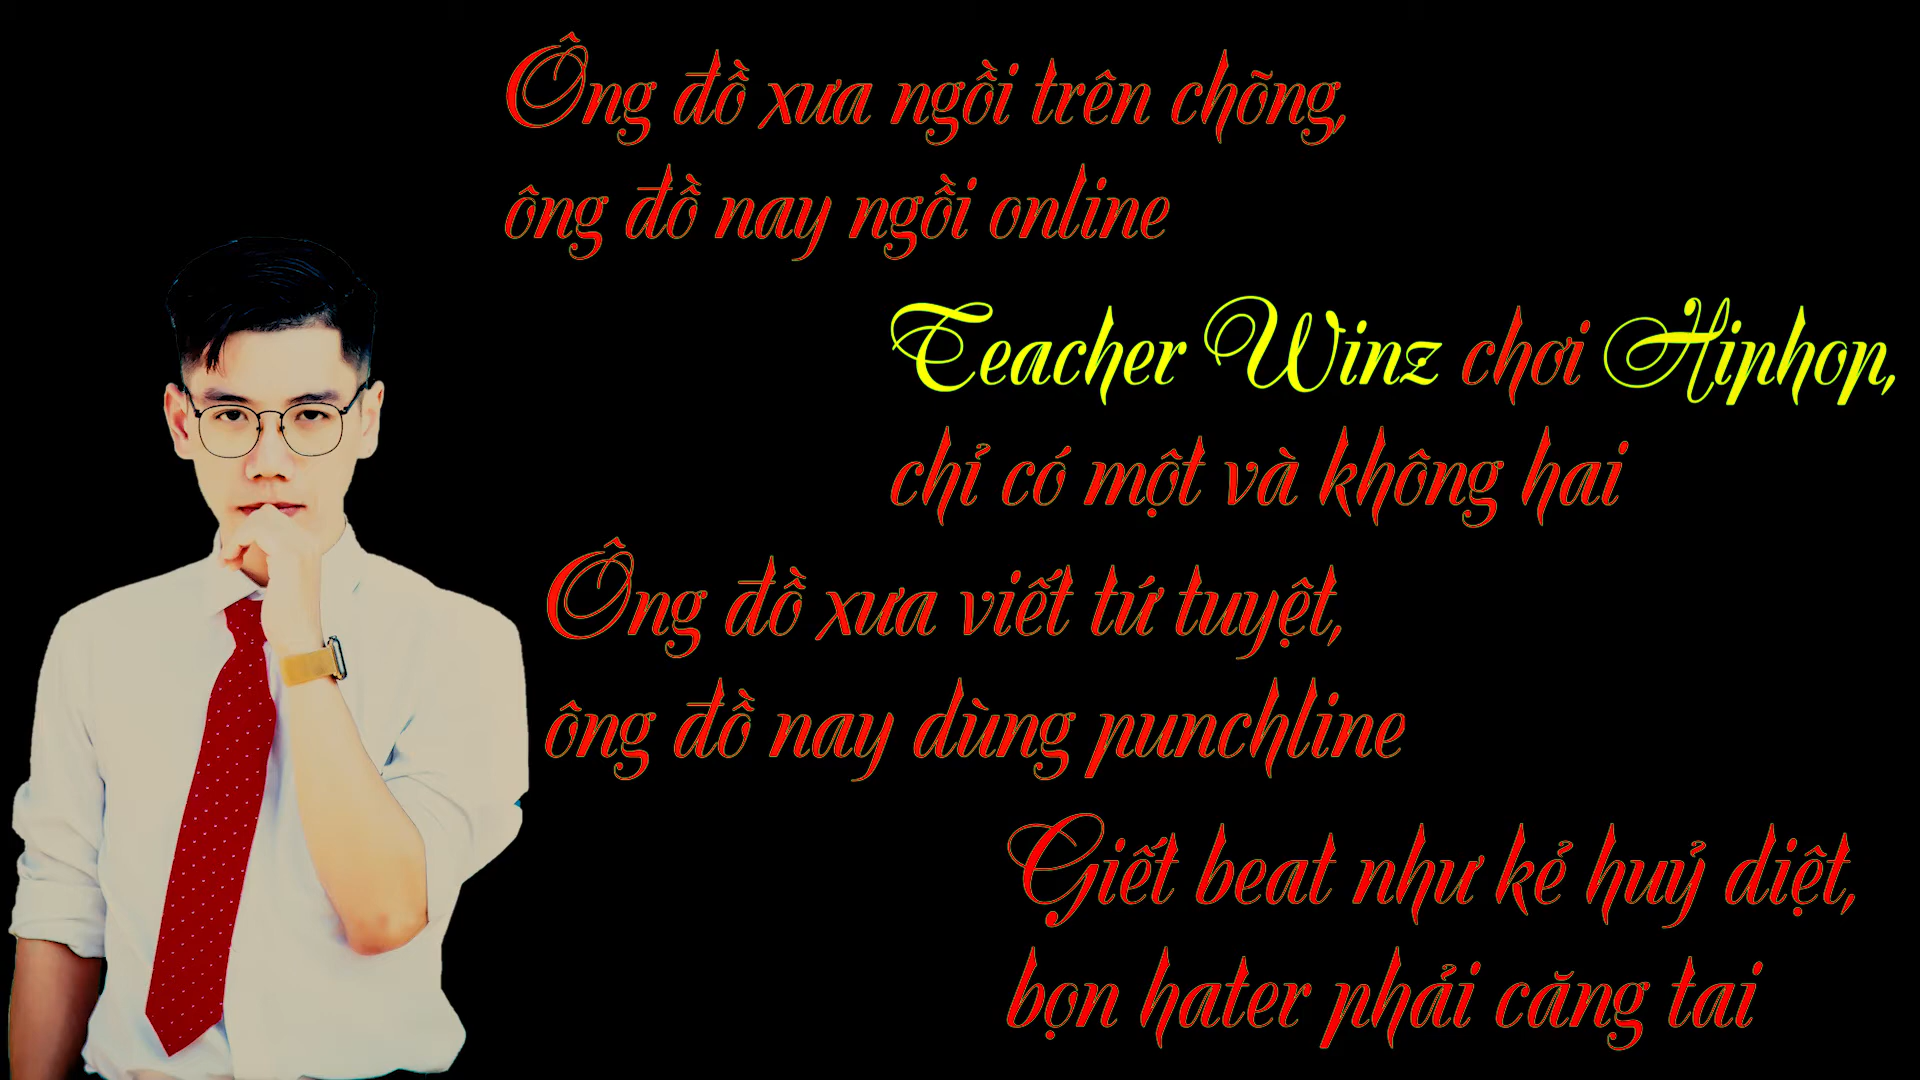 Ông đồ xưa ngồi trên chõng,
ông đồ nay ngồi online
Teacher Winz chơi Hiphop,
chỉ có một và không hai
Ông đồ xưa viết tứ tuyệt,
ông đồ nay dùng punchline
Giết beat như kẻ huỷ diệt,
bọn hater phải căng tai